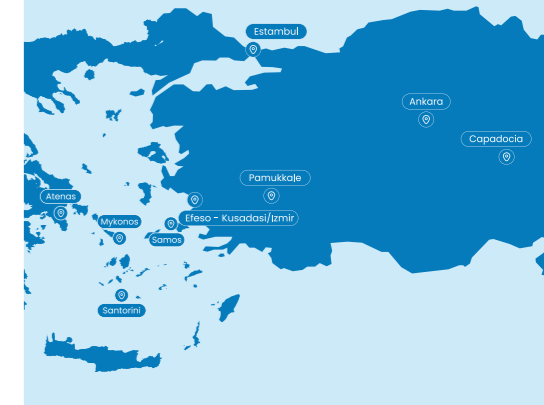 Estambul
Ankara
Capadocia
Pamukkale
Atenas
Efeso - Kusadasi/Izmir
Mykonos
Samos
Santorini